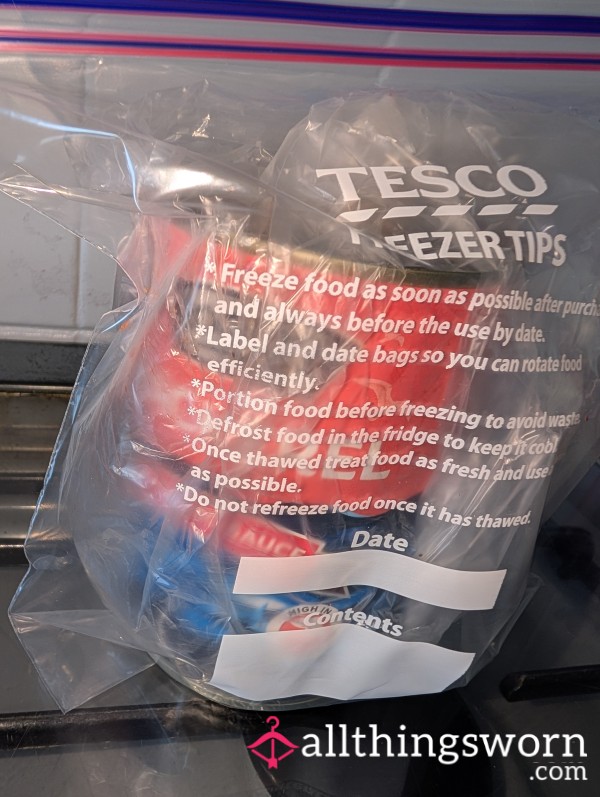 TESCO
FREEZER TIPS
* Freeze food as soon as possible after purch
and always before the use by date.
*Label and date bags so you can rotate food
efficiently.
*Portion food before freezing to avoid waste
*Defrost food in the fridge to keep it cool
*Once thawed treat food as fresh and use
as possible.
*Do not refreeze food once it has thawed.
AUCE
Date
HIGH IN
Contents
allthingsworn
.com